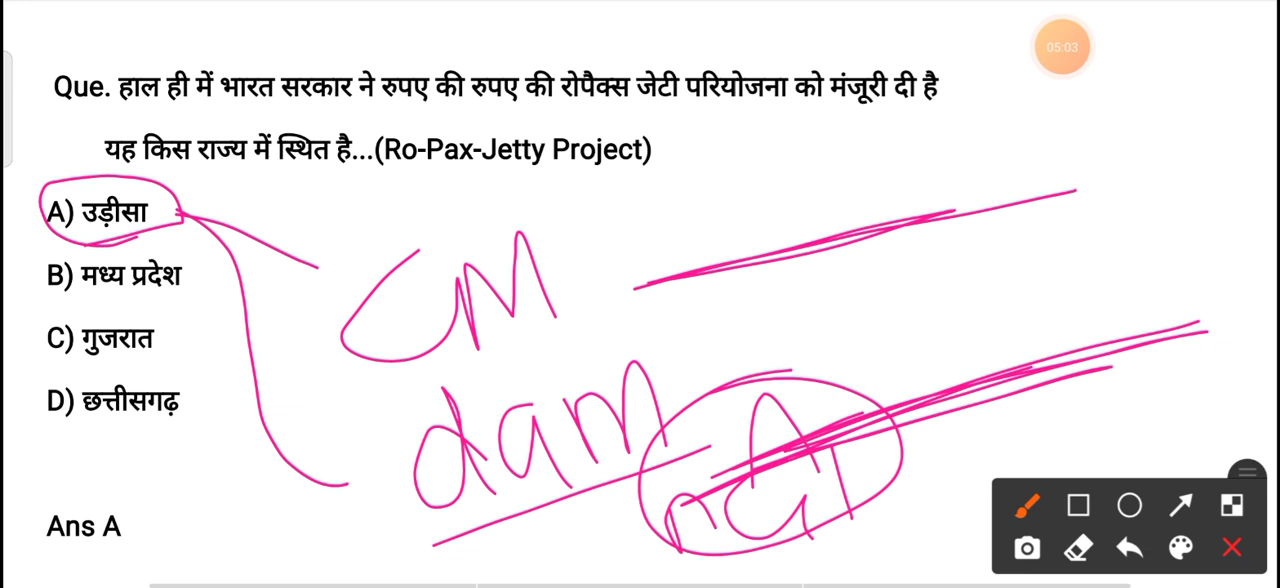 05:03
Que. हाल ही में भारत सरकार ने रुपए की रुपए की रोपैक्स जेटी परियोजना को मंजूरी दी है
यह किस राज्य में स्थित है...(Ro-Pax-Jetty Project)
A) उड़ीसा
B) मध्य प्रदेश
C) गुजरात
D) छत्तीसगढ़
CM
dam
Ans A